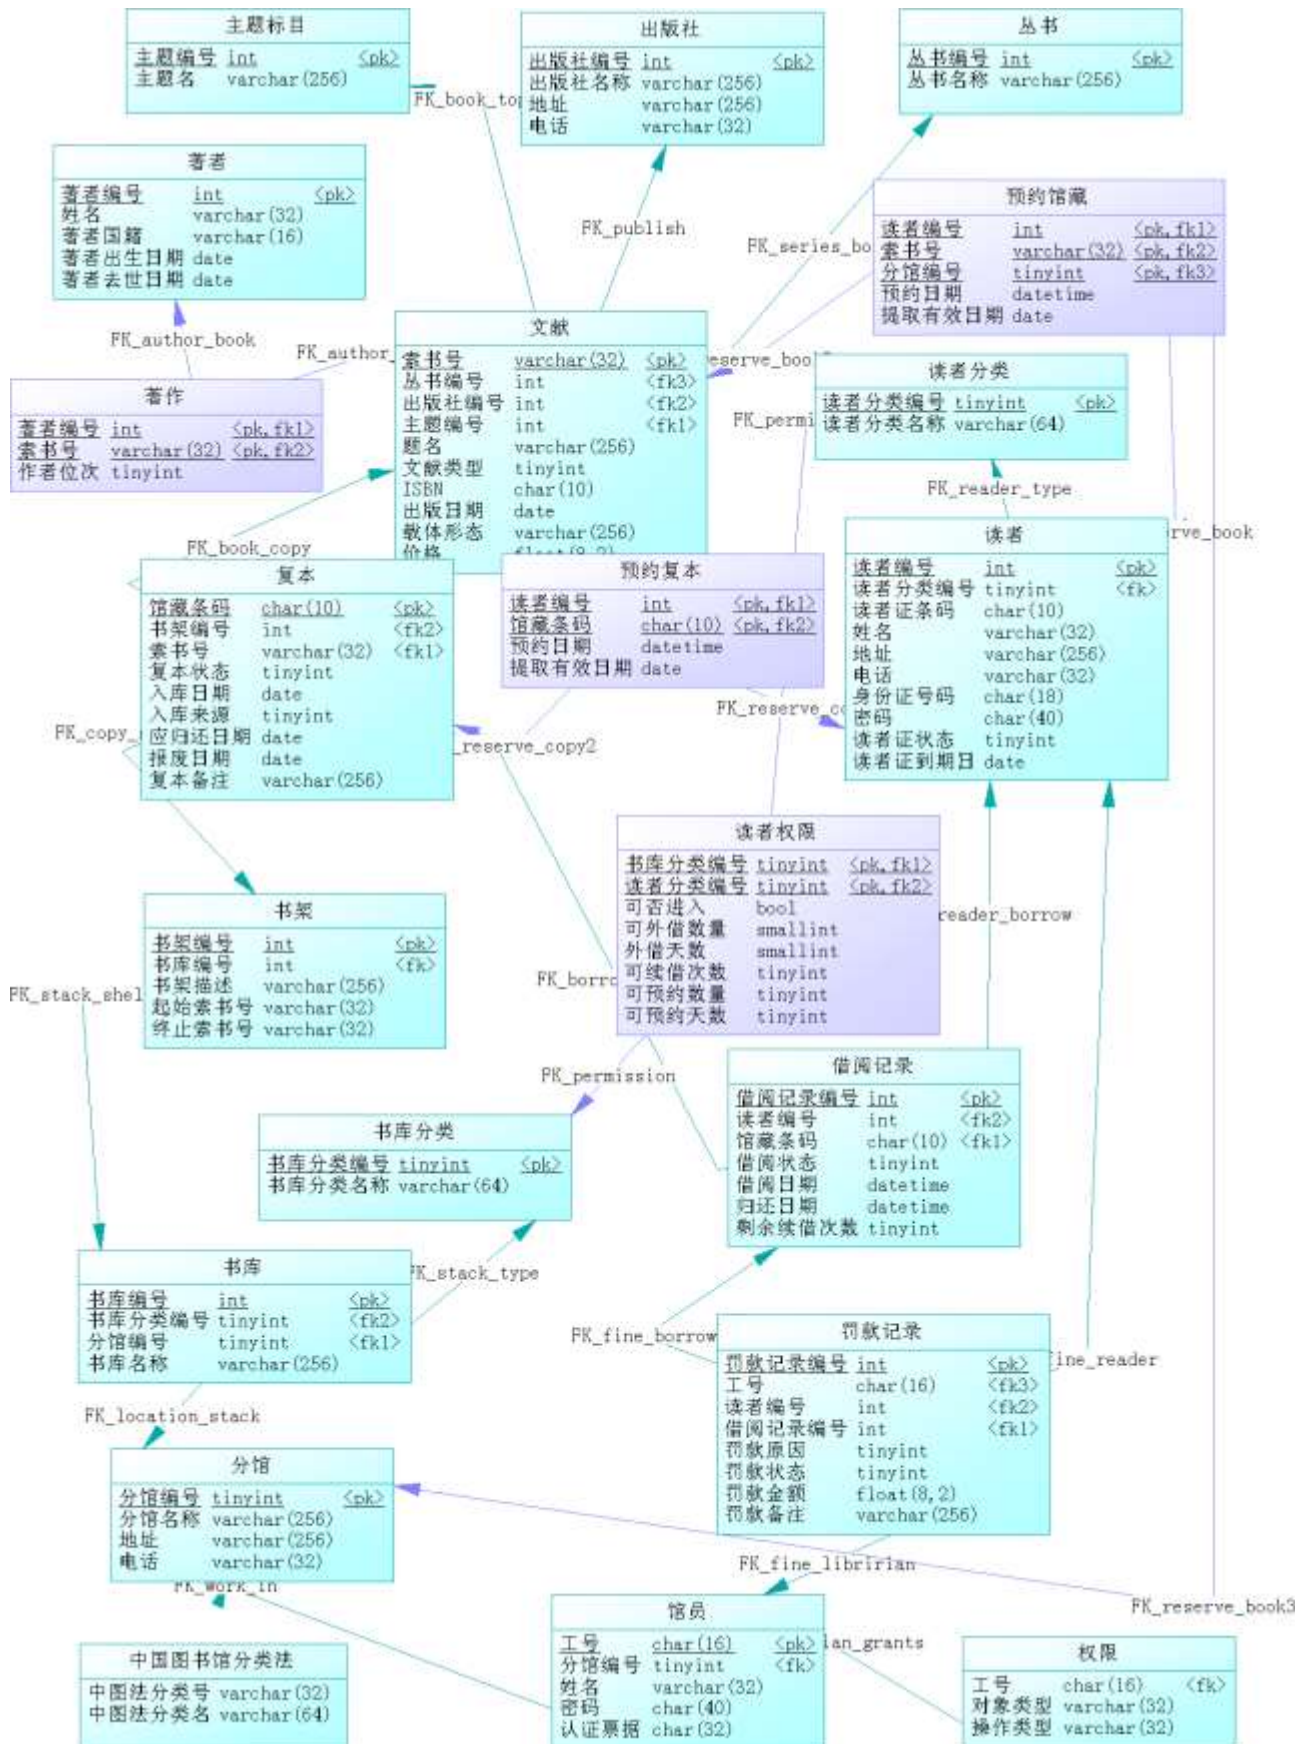 主题标目
主题编号 int <pk>
主题名 varchar(256)
出版社
出版社编号 int <pk>
出版社名称 varchar(256)
地址 varchar(256)
电话 varchar(32)
丛书
丛书编号 int <pk>
丛书名称 varchar(256)
FK_book_top
著者
著者编号 int <pk>
姓名 varchar(32)
著者国籍 varchar(16)
著者出生日期 date
著者去世日期 date
FK_publish
FK_series_bo
预约馆藏
读者编号 int <pk,fk1>
索书号 varchar(32) <pk,fk2>
分馆编号 tinyint <pk,fk3>
预约日期 datetime
提取有效日期 date
FK_author_book
FK_author_
文献
索书号 varchar(32) <pk>
丛书编号 int <fk3>
出版社编号 int <fk2>
主题编号 int <fk1>
题名 varchar(256)
文献类型 tinyint
ISBN char(10)
出版日期 date
载体形态 varchar(256)
价格 float(8,2)
eserve_boo
读者分类
读者分类编号 tinyint <pk>
读者分类名称 varchar(64)
著作
著者编号 int <pk,fk1>
索书号 varchar(32) <pk,fk2>
作者位次 tinyint
FK_permi
FK_reader_type
FK_book_copy
rve_book
读者
读者编号 int <pk>
读者分类编号 tinyint <fk>
读者证条码 char(10)
姓名 varchar(32)
地址 varchar(256)
电话 varchar(32)
身份证号码 char(18)
密码 char(40)
读者证状态 tinyint
读者证到期日 date
复本
馆藏条码 char(10) <pk>
书架编号 int <fk2>
索书号 varchar(32) <fk1>
复本状态 tinyint
入库日期 date
入库来源 tinyint
应归还日期 date
报废日期 date
复本备注 varchar(256)
预约复本
读者编号 int <pk,fk1>
馆藏条码 char(10) <pk,fk2>
预约日期 datetime
提取有效日期 date
FK_reserve_co
FK_copy_
_reserve_copy2
读者权限
书库分类编号 tinyint <pk,fk1>
读者分类编号 tinyint <pk,fk2>
可否进入 bool
可外借数量 smallint
外借天数 smallint
可续借次数 tinyint
可预约数量 tinyint
可预约天数 tinyint
书架
书架编号 int <pk>
书库编号 int <fk>
书架描述 varchar(256)
起始索书号 varchar(32)
终止索书号 varchar(32)
reader_borrow
FK_borro
FK_stack_shel
FK_permission
借阅记录
借阅记录编号 int <pk>
读者编号 int <fk2>
馆藏条码 char(10) <fk1>
借阅状态 tinyint
借阅日期 datetime
归还日期 datetime
剩余续借次数 tinyint
书库分类
书库分类编号 tinyint <pk>
书库分类名称 varchar(64)
书库
书库编号 int <pk>
书库分类编号 tinyint <fk2>
分馆编号 tinyint <fk1>
书库名称 varchar(256)
FK_stack_type
FK_fine_borrow
罚款记录
罚款记录编号 int <pk>
工号 char(16) <fk3>
读者编号 int <fk2>
借阅记录编号 int <fk1>
罚款原因 tinyint
罚款状态 tinyint
罚款金额 float(8,2)
罚款备注 varchar(256)
ine_reader
FK_location_stack
分馆
分馆编号 tinyint <pk>
分馆名称 varchar(256)
地址 varchar(256)
电话 varchar(32)
FK_work_in
FK_fine_libririan
FK_reserve_book3
馆员
工号 char(16) <pk>
分馆编号 tinyint <fk>
姓名 varchar(32)
密码 char(40)
认证票据 char(32)
ian_grants
权限
工号 char(16) <fk>
对象类型 varchar(32)
操作类型 varchar(32)
中国图书馆分类法
中图法分类号 varchar(32)
中图法分类名 varchar(64)